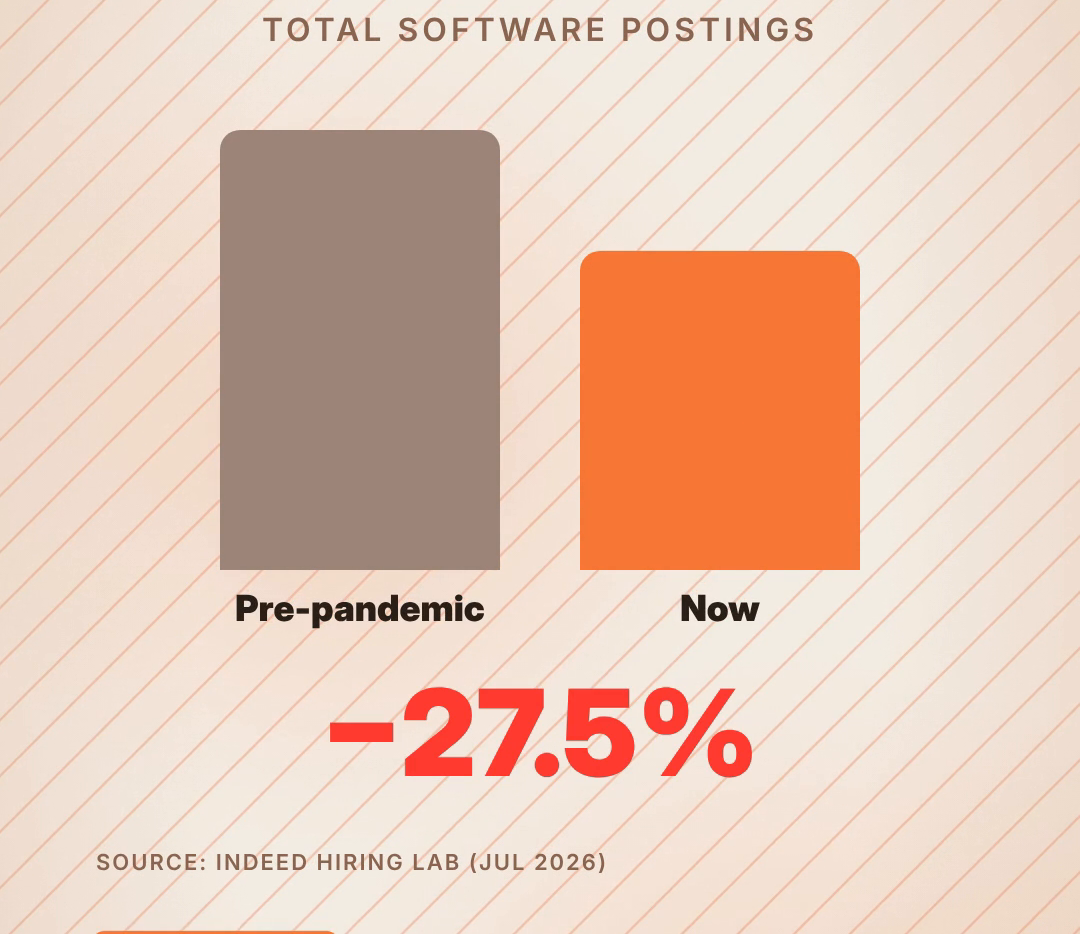 TOTAL SOFTWARE POSTINGS
Pre-pandemic
Now
–27.5%
SOURCE: INDEED HIRING LAB (JUL 2026)